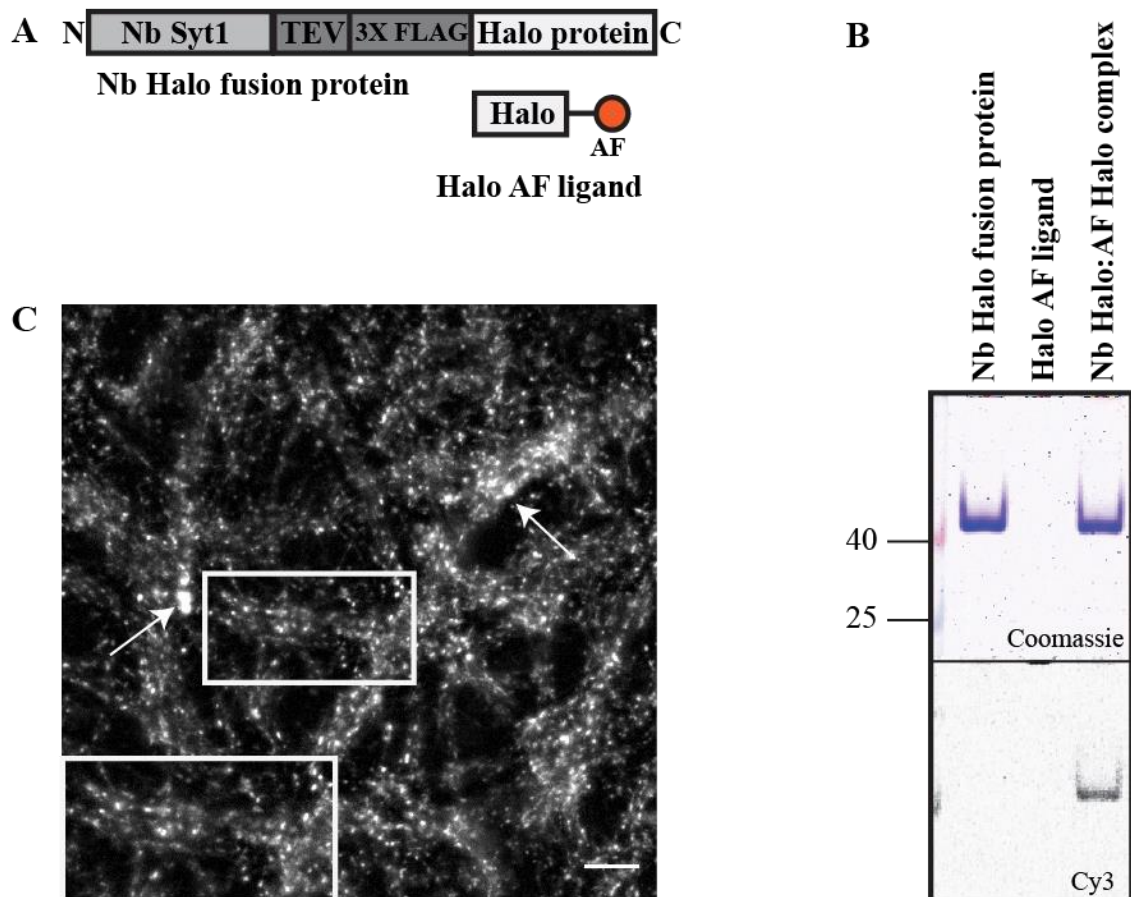 A
N Nb Syt1 TEV 3X FLAG Halo protein C
Nb Halo fusion protein
Halo
AF
Halo AF ligand
B
Nb Halo fusion protein
Halo AF ligand
Nb Halo:AF Halo complex
40
25
Coomassie
Cy3
C